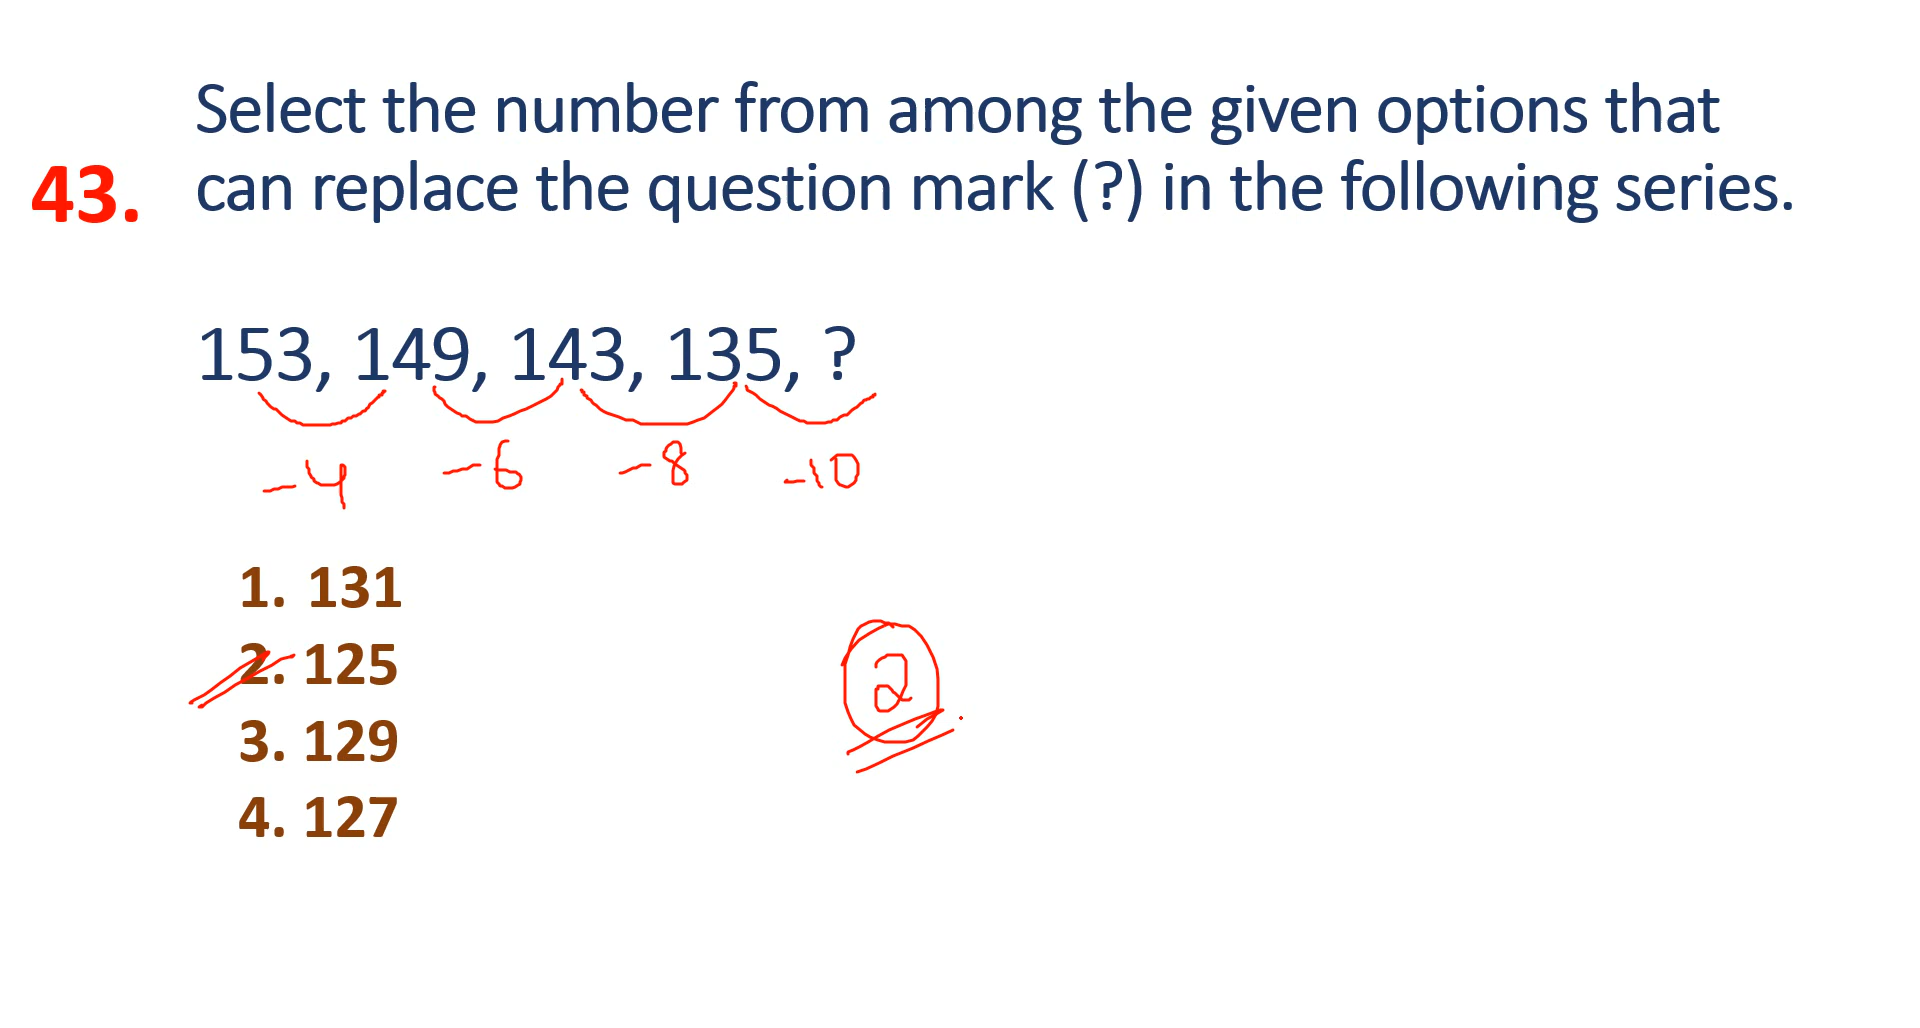 Select the number from among the given options that
43. can replace the question mark (?) in the following series.
153, 149, 143, 135, ?
-4 -6 -8 -10
1. 131
2. 125
3. 129
4. 127
2